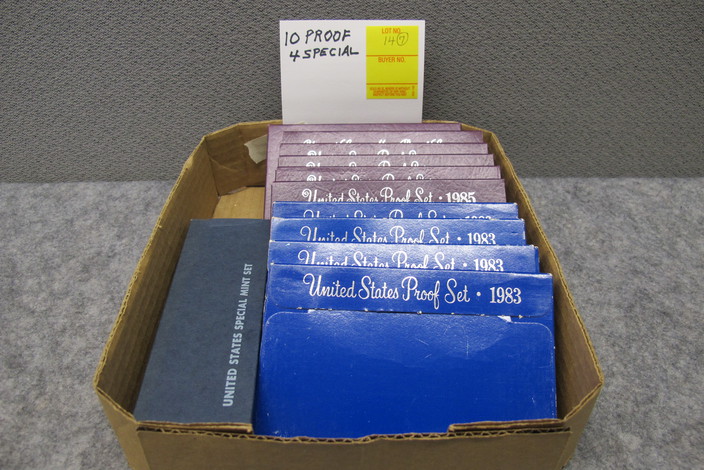 10 PROOF
4 SPECIAL
LOT NO.
14 (7)
BUYER NO.
United States Proof Set · 1985
United States Proof Set · 1983
United States Proof Set · 1983
United States Proof Set · 1983
UNITED STATES SPECIAL MINT SET